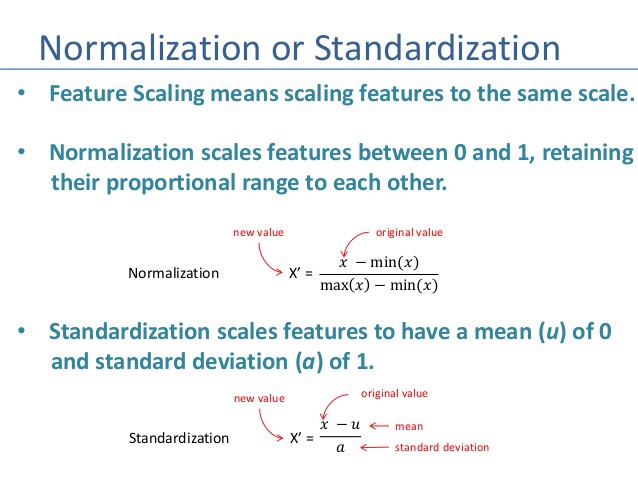 Normalization or Standardization
• Feature Scaling means scaling features to the same scale.
• Normalization scales features between 0 and 1, retaining
their proportional range to each other.
new value
original value
Normalization X’ = x − min(x) / max(x) − min(x)
• Standardization scales features to have a mean (u) of 0
and standard deviation (a) of 1.
new value
original value
Standardization X’ = x − u / a
mean
standard deviation